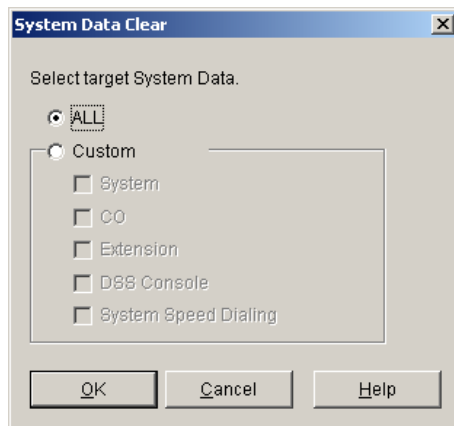 System Data Clear
Select target System Data.
ALL
Custom
System
CO
Extension
DSS Console
System Speed Dialing
OK Cancel Help